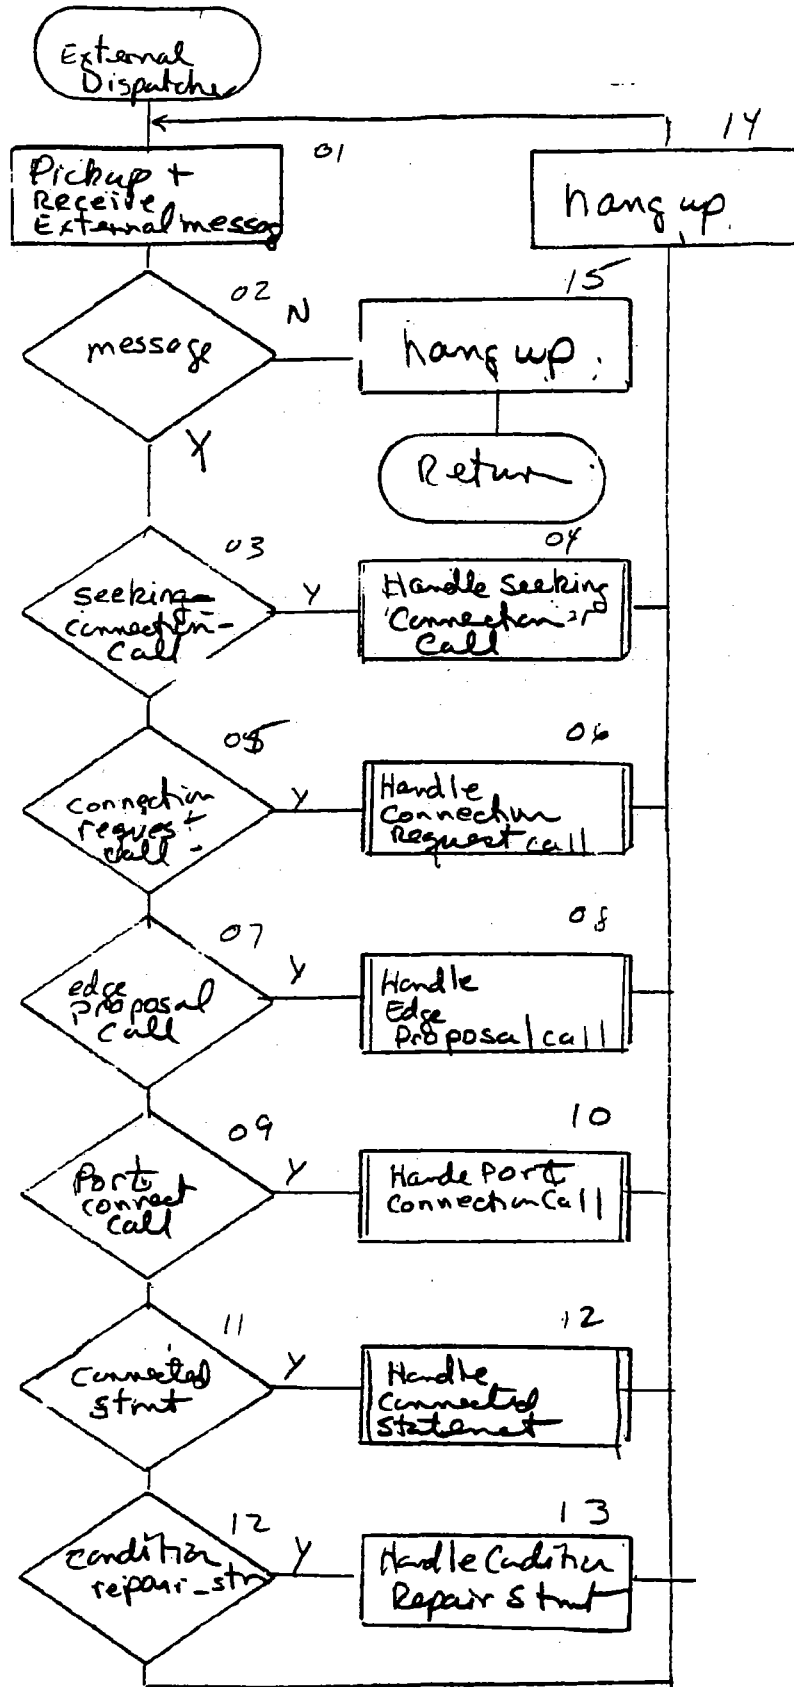 External
Dispatcher
01
Pickup +
Receive
External message
14
hang up.
02
message
N
15
hang up.
Y
Return
03
seeking-
connection-
call
Y
04
Handle seeking
Connection
Call
05
connection
request
call
Y
06
Handle
Connection
Request call
07
edge
proposal
call
Y
08
Handle
Edge
Proposal call
09
Port
connect
call
Y
10
Hande Port
Connection Call
11
connected
stmt
Y
12
Handle
Connected
Statemet
12
condition
repair_stm
Y
13
Handle Condition
Repair Stmt